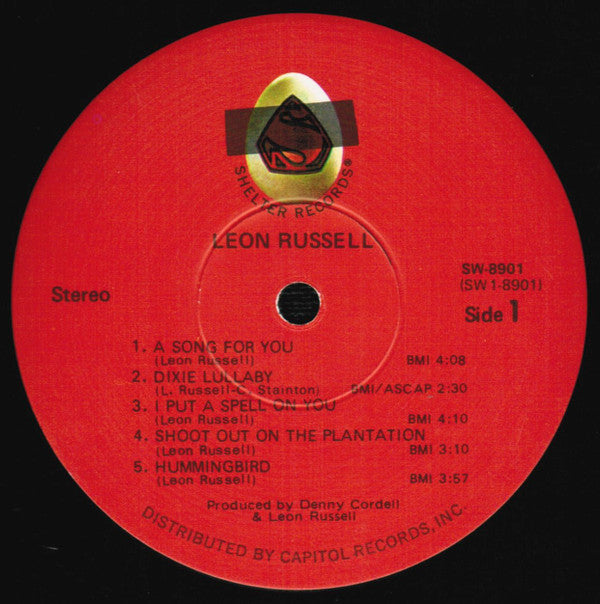 SHELTER RECORDS®
LEON RUSSELL
Stereo
SW-8901
(SW 1-8901)
Side 1
1. A SONG FOR YOU
(Leon Russell) BMI 4:08
2. DIXIE LULLABY
(L. Russell-C. Stainton) BMI/ASCAP 2:30
3. I PUT A SPELL ON YOU
(Leon Russell) BMI 4:10
4. SHOOT OUT ON THE PLANTATION
(Leon Russell) BMI 3:10
5. HUMMINGBIRD
(Leon Russell) BMI 3:57
Produced by Denny Cordell
& Leon Russell
DISTRIBUTED BY CAPITOL RECORDS, INC.